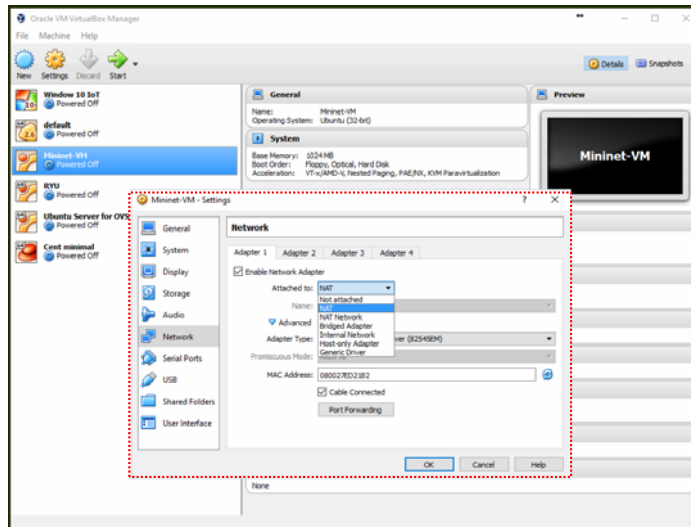 Oracle VM VirtualBox Manager
File Machine Help
New Settings Discard Start
Details Snapshots
Window 10 IoT
Powered Off
default
Powered Off
Mininet-VM
Powered Off
RYU
Powered Off
Ubuntu Server for OVS
Powered Off
Cent minimal
Powered Off
General
Name: Mininet-VM
Operating System: Ubuntu (32-bit)
System
Base Memory: 1024 MB
Boot Order: Floppy, Optical, Hard Disk
Acceleration: VT-x/AMD-V, Nested Paging, PAE/NX, KVM Paravirtualization
Preview
Mininet-VM
Mininet-VM - Settings
General
System
Display
Storage
Audio
Network
Serial Ports
USB
Shared Folders
User Interface
Network
Adapter 1 Adapter 2 Adapter 3 Adapter 4
Enable Network Adapter
Attached to: NAT
Not attached
NAT
NAT Network
Bridged Adapter
Internal Network
Host-only Adapter
Generic Driver
Name:
Advanced
Adapter Type: ver (82545EM)
Promiscuous Mode:
MAC Address: 080027ED21B2
Cable Connected
Port Forwarding
OK Cancel Help
None